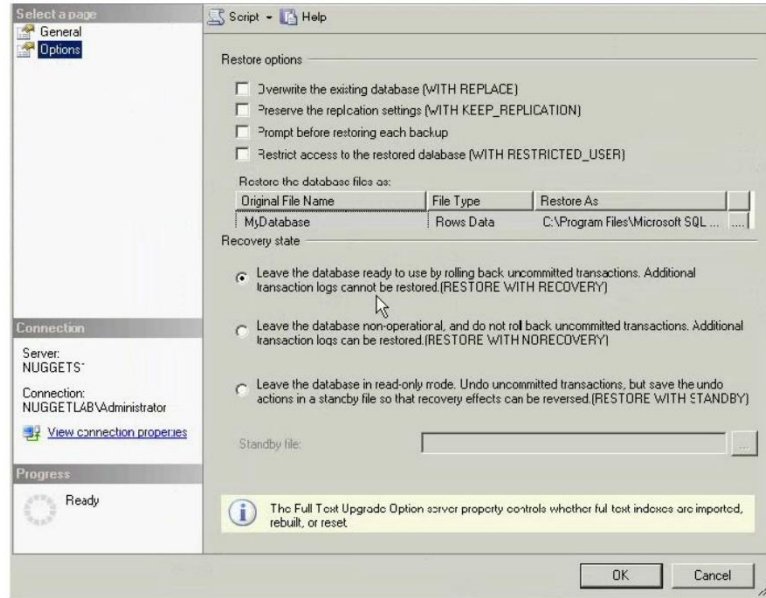 Select a page
General
Options
Script Help
Restore options
Overwrite the existing database (WITH REPLACE)
Preserve the replication settings (WITH KEEP_REPLICATION)
Prompt before restoring each backup
Restrict access to the restored database (WITH RESTRICTED_USER)
Restore the database files as:
Original File Name File Type Restore As
MyDatabase Rows Data C:\Program Files\Microsoft SQL ... ...
Recovery state
Leave the database ready to use by rolling back uncommitted transactions. Additional
transaction logs cannot be restored.(RESTORE WITH RECOVERY)
Leave the database non-operational, and do not roll back uncommitted transactions. Additional
transaction logs can be restored.(RESTORE WITH NORECOVERY)
Leave the database in read-only mode. Undo uncommitted transactions, but save the undo
actions in a standby file so that recovery effects can be reversed.(RESTORE WITH STANDBY)
Standby file: ...
Connection
Server:
Connection:
NUGGETLAB\Administrator
View connection properties
Progress
Ready
The Full Text Upgrade Option server property controls whether full text indexes are imported,
rebuilt, or reset.
OK Cancel